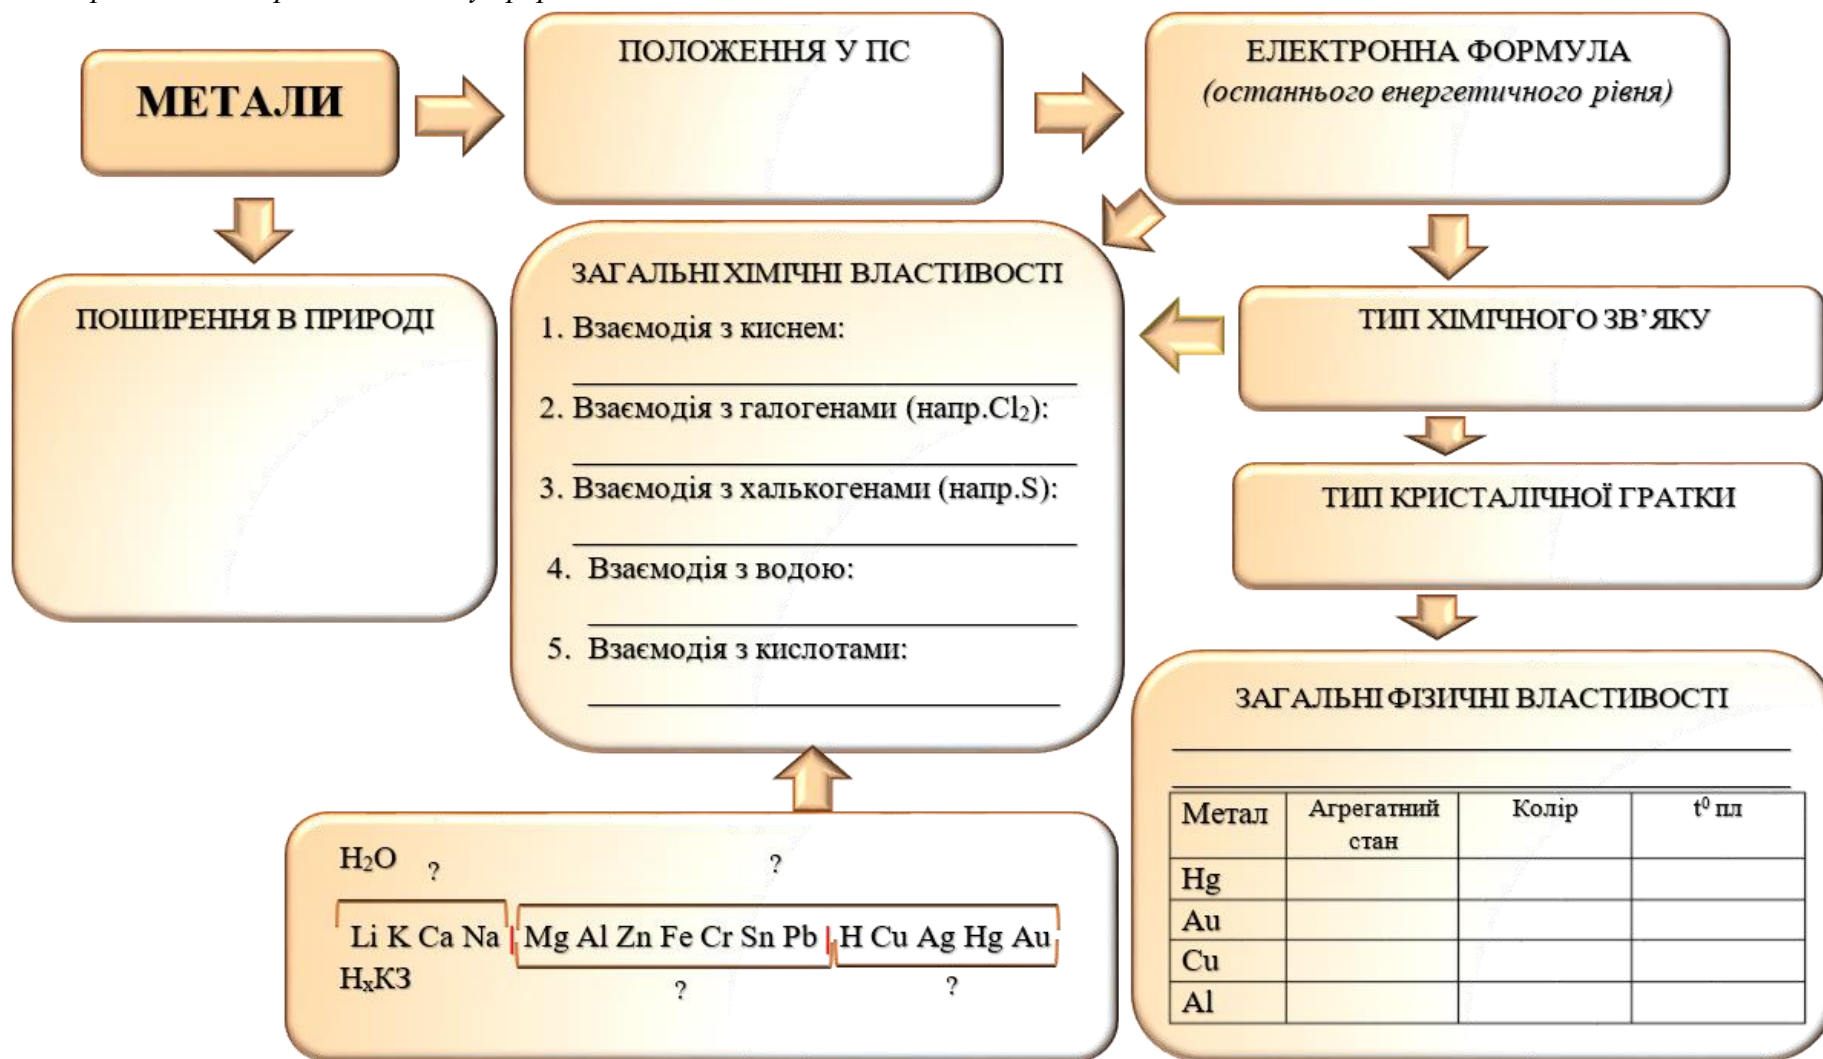 МЕТАЛИ
ПОЛОЖЕННЯ У ПС
ЕЛЕКТРОННА ФОРМУЛА
(останнього енергетичного рівня)
ПОШИРЕННЯ В ПРИРОДІ
ЗАГАЛЬНІ ХІМІЧНІ ВЛАСТИВОСТІ
1. Взаємодія з киснем:
2. Взаємодія з галогенами (напр.Cl₂):
3. Взаємодія з халькогенами (напр.S):
4. Взаємодія з водою:
5. Взаємодія з кислотами:
ТИП ХІМІЧНОГО ЗВ’ЯКУ
ТИП КРИСТАЛІЧНОЇ ГРАТКИ
ЗАГАЛЬНІ ФІЗИЧНІ ВЛАСТИВОСТІ
Метал Агрегатний стан Колір t⁰ пл
Hg
Au
Cu
Al
H₂O ? ?
Li K Ca Na | Mg Al Zn Fe Cr Sn Pb | H Cu Ag Hg Au
HₓКЗ ? ?